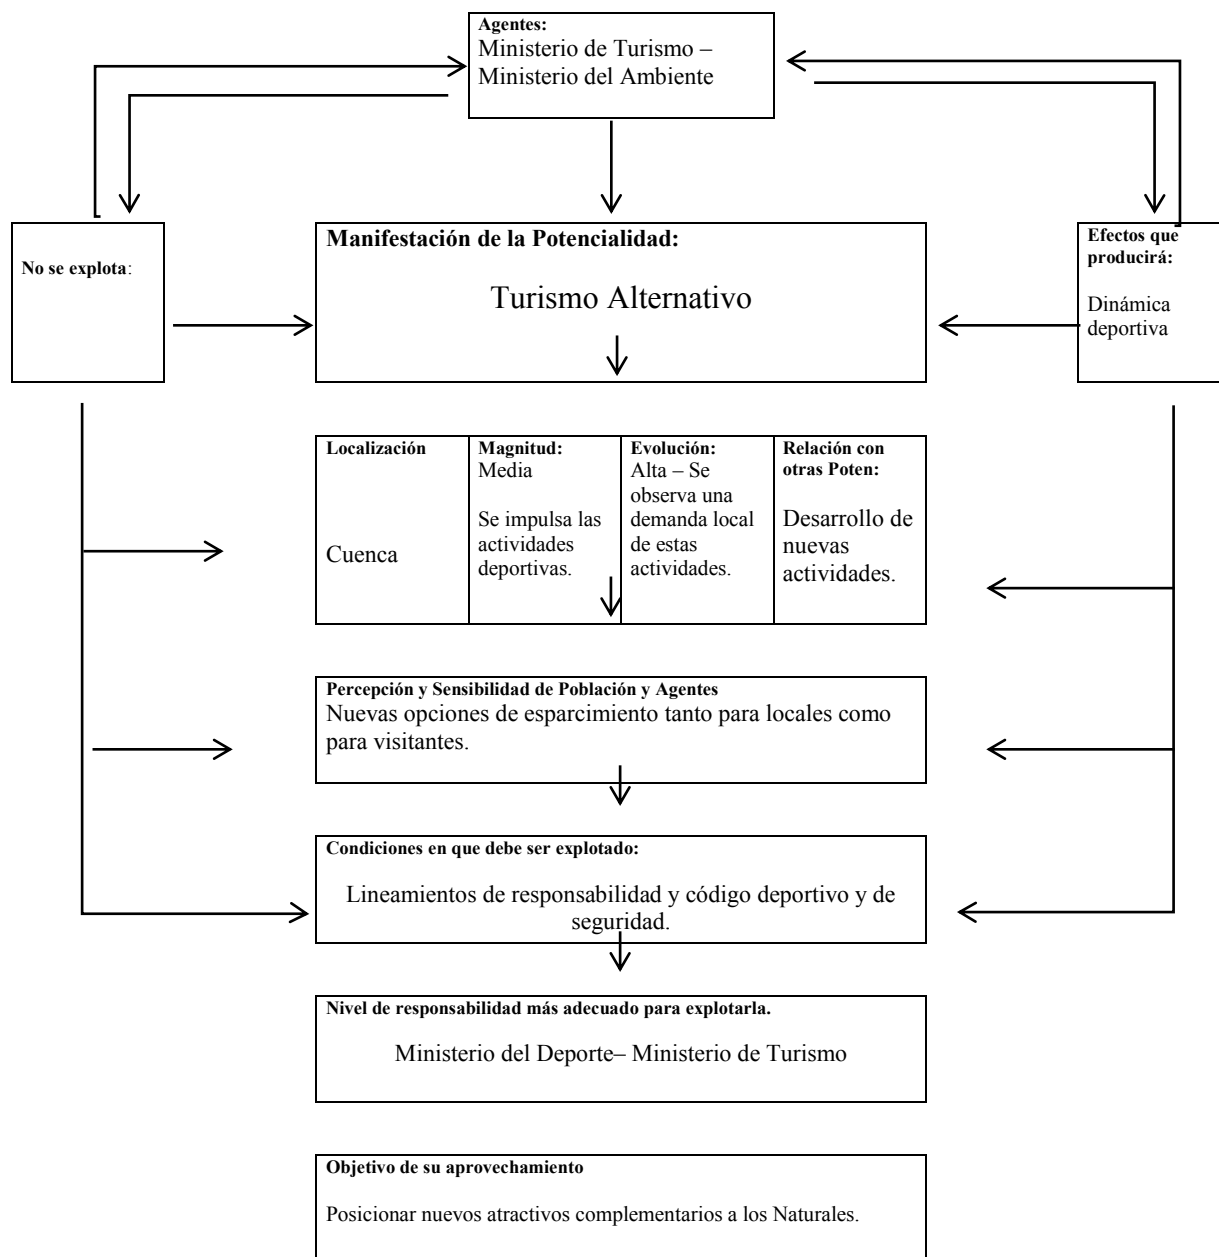 Agentes:
Ministerio de Turismo –
Ministerio del Ambiente
No se explota:
Manifestación de la Potencialidad:
Turismo Alternativo
Efectos que
producirá:
Dinámica
deportiva
Localización
Cuenca
Magnitud:
Media
Se impulsa las
actividades
deportivas.
Evolución:
Alta – Se
observa una
demanda local
de estas
actividades.
Relación con
otras Poten:
Desarrollo de
nuevas
actividades.
Percepción y Sensibilidad de Población y Agentes
Nuevas opciones de esparcimiento tanto para locales como
para visitantes.
Condiciones en que debe ser explotado:
Lineamientos de responsabilidad y código deportivo y de
seguridad.
Nivel de responsabilidad más adecuado para explotarla.
Ministerio del Deporte– Ministerio de Turismo
Objetivo de su aprovechamiento
Posicionar nuevos atractivos complementarios a los Naturales.